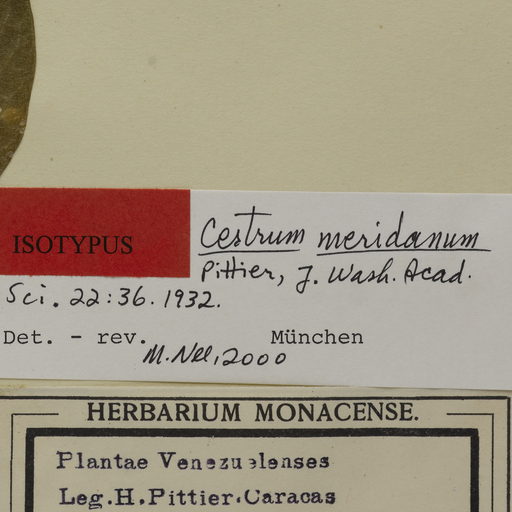 ISOTYPUS
Cestrum meridanum
Pittier, J. Wash. Acad.
Sci. 22:36. 1932.
Det. - rev. München
M. Nee, 2000
HERBARIUM MONACENSE.
Plantae Venezuelenses
Leg.H.Pittier.Caracas